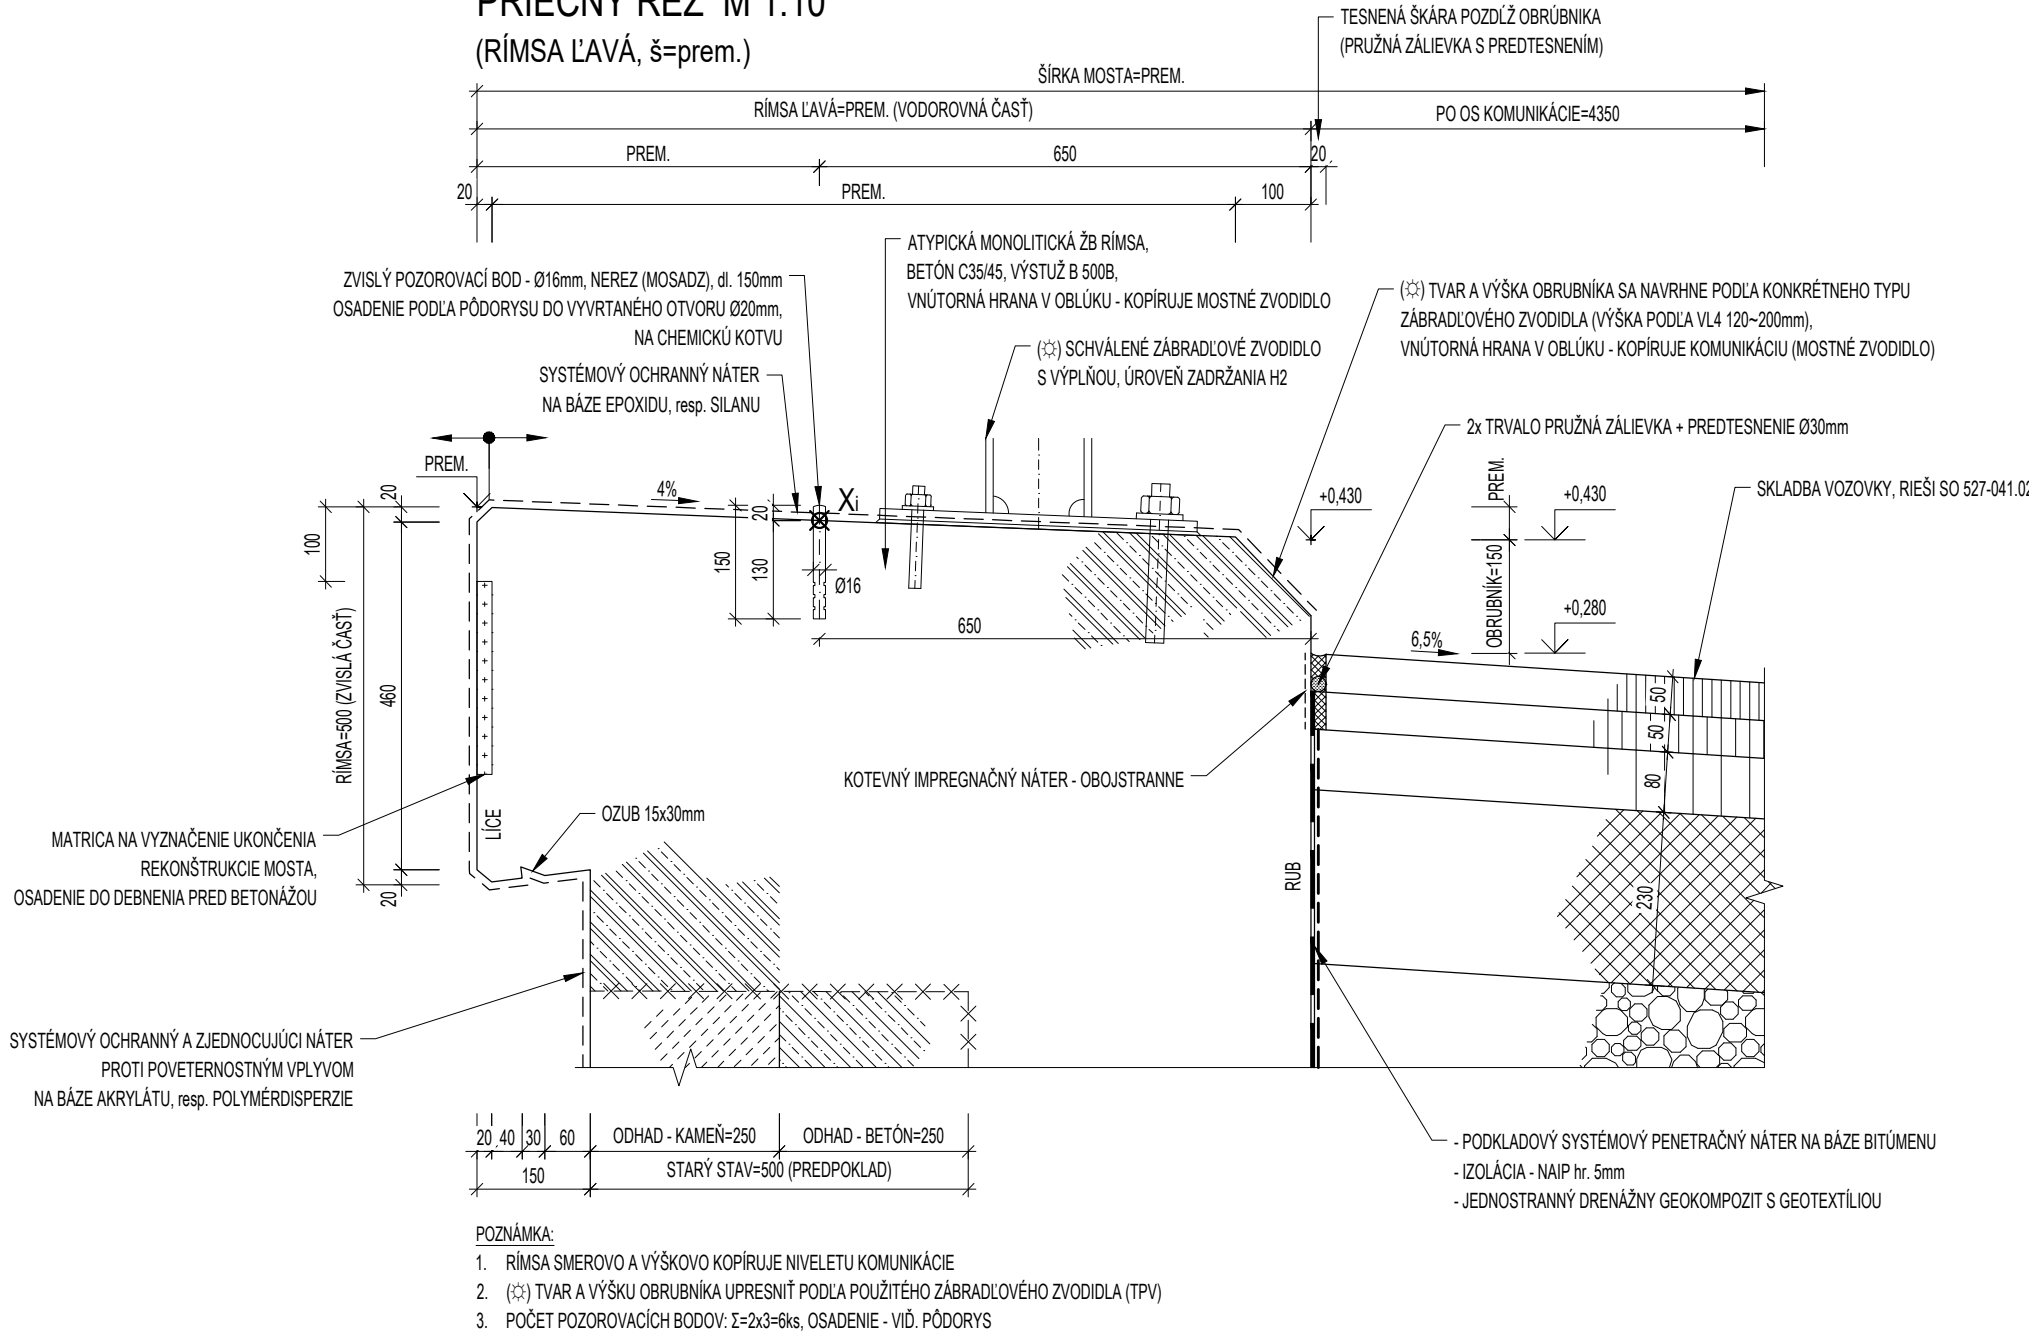 PRIEČNY REZ M 1:10
(RÍMSA ĽAVÁ, š=prem.)
TESNENÁ ŠKÁRA POZDĹŽ OBRÚBNIKA
(PRUŽNÁ ZÁLIEVKA S PREDTESNENÍM)
ŠÍRKA MOSTA=PREM.
RÍMSA ĽAVÁ=PREM. (VODOROVNÁ ČASŤ)
PO OS KOMUNIKÁCIE=4350
PREM.
650
20
20
PREM.
100
ZVISLÝ POZOROVACÍ BOD - Ø16mm, NEREZ (MOSADZ), dl. 150mm
OSADENIE PODĽA PÔDORYSU DO VYVRTANÉHO OTVORU Ø20mm,
NA CHEMICKÚ KOTVU
SYSTÉMOVÝ OCHRANNÝ NÁTER
NA BÁZE EPOXIDU, resp. SILANU
ATYPICKÁ MONOLITICKÁ ŽB RÍMSA,
BETÓN C35/45, VÝSTUŽ B 500B,
VNÚTORNÁ HRANA V OBLÚKU - KOPÍRUJE MOSTNÉ ZVODIDLO
(☼) SCHVÁLENÉ ZÁBRADĽOVÉ ZVODIDLO
S VÝPLŇOU, ÚROVEŇ ZADRŽANIA H2
(☼) TVAR A VÝŠKA OBRUBNÍKA SA NAVRHNE PODĽA KONKRÉTNEHO TYPU
ZÁBRADĽOVÉHO ZVODIDLA (VÝŠKA PODĽA VL4 120~200mm),
VNÚTORNÁ HRANA V OBLÚKU - KOPÍRUJE KOMUNIKÁCIU (MOSTNÉ ZVODIDLO)
2x TRVALO PRUŽNÁ ZÁLIEVKA + PREDTESNENIE Ø30mm
SKLADBA VOZOVKY, RIEŠI SO 527-041.02
PREM.
20
100
RÍMSA=500 (ZVISLÁ ČASŤ)
460
20
4%
Xi
20
150
130
Ø16
650
+0,430
PREM.
+0,430
OBRUBNÍK=150
+0,280
6,5%
50
50
80
230
KOTEVNÝ IMPREGNAČNÝ NÁTER - OBOJSTRANNE
LÍCE
RUB
OZUB 15x30mm
MATRICA NA VYZNAČENIE UKONČENIA
REKONŠTRUKCIE MOSTA,
OSADENIE DO DEBNENIA PRED BETONÁŽOU
SYSTÉMOVÝ OCHRANNÝ A ZJEDNOCUJÚCI NÁTER
PROTI POVETERNOSTNÝM VPLYVOM
NA BÁZE AKRYLÁTU, resp. POLYMÉRDISPERZIE
20 40 30 60
ODHAD - KAMEŇ=250
ODHAD - BETÓN=250
150
STARÝ STAV=500 (PREDPOKLAD)
- PODKLADOVÝ SYSTÉMOVÝ PENETRAČNÝ NÁTER NA BÁZE BITÚMENU
- IZOLÁCIA - NAIP hr. 5mm
- JEDNOSTRANNÝ DRENÁŽNY GEOKOMPOZIT S GEOTEXTÍLIOU
POZNÁMKA:
1. RÍMSA SMEROVO A VÝŠKOVO KOPÍRUJE NIVELETU KOMUNIKÁCIE
2. (☼) TVAR A VÝŠKU OBRUBNÍKA UPRESNIŤ PODĽA POUŽITÉHO ZÁBRADĽOVÉHO ZVODIDLA (TPV)
3. POČET POZOROVACÍCH BODOV: Σ=2x3=6ks, OSADENIE - VIĎ. PÔDORYS